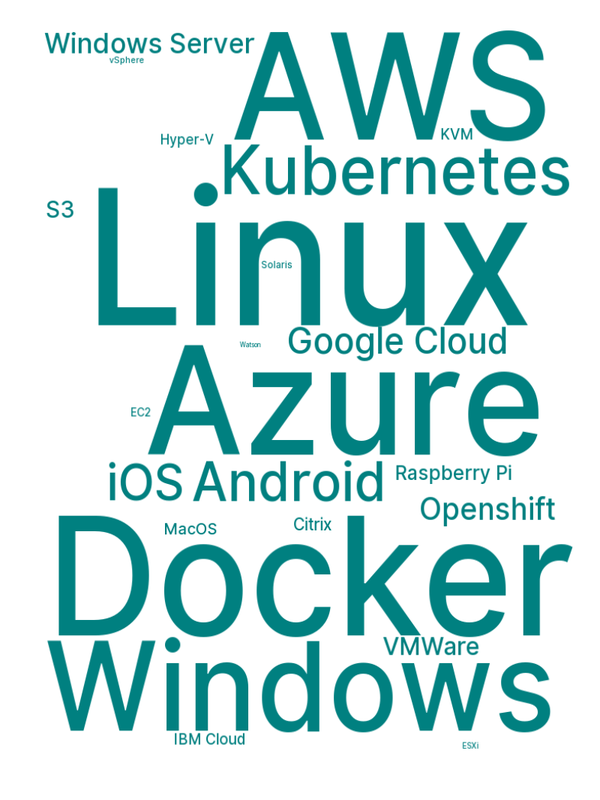 Windows Server
AWS
vSphere
KVM
Hyper-V
Kubernetes
S3
Linux
Solaris
Google Cloud
Watson
Azure
EC2
iOS
Android
Raspberry Pi
Openshift
Citrix
MacOS
Docker
VMWare
Windows
IBM Cloud
ESXi